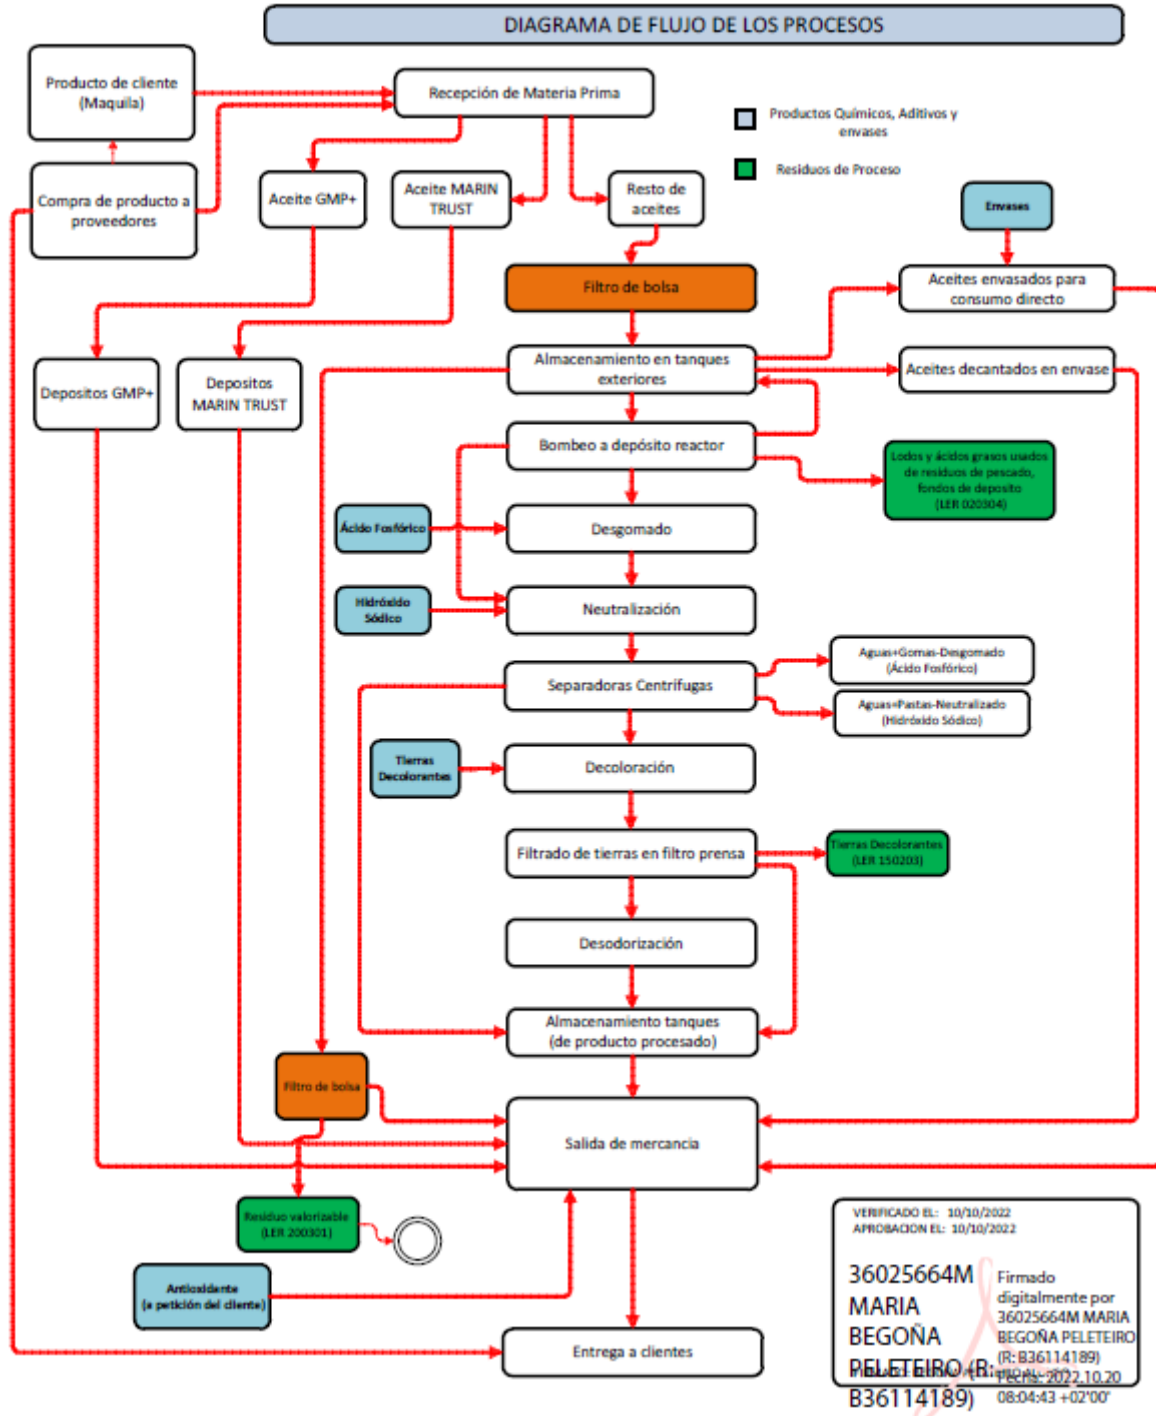 DIAGRAMA DE FLUJO DE LOS PROCESOS
Producto de cliente
(Maquila)
Recepción de Materia Prima
Productos Químicos, Aditivos y
envases
Residuos de Proceso
Compra de producto a
proveedores
Aceite GMP+
Aceite MARIN
TRUST
Resto de
aceites
Envases
Filtro de bolsa
Aceites envasados para
consumo directo
Almacenamiento en tanques
exteriores
Aceites decantados en envase
Depositos GMP+
Depositos
MARIN TRUST
Bombeo a depósito reactor
Lodos y ácidos grasos usados
de residuos de pescado,
fondos de deposito
(LER 020304)
Ácido Fosfórico
Desgomado
Hidróxido
Sódico
Neutralización
Aguas+Gomas-Desgomado
(Ácido Fosfórico)
Separadoras Centrífugas
Aguas+Pastas-Neutralizado
(Hidróxido Sódico)
Tierras
Decolorantes
Decoloración
Filtrado de tierras en filtro prensa
Tierras Decolorantes
(LER 150203)
Desodorización
Almacenamiento tanques
(de producto procesado)
Filtro de bolsa
Salida de mercancia
Residuo valorizable
(LER 200301)
Antioxidante
(a petición del cliente)
Entrega a clientes
VERIFICADO EL: 10/10/2022
APROBACION EL: 10/10/2022
36025664M
MARIA
BEGOÑA
PELETEIRO (R:
B36114189)
Firmado
digitalmente por
36025664M MARIA
BEGOÑA PELETEIRO
(R: B36114189)
Fecha: 2022.10.20
08:04:43 +02'00'